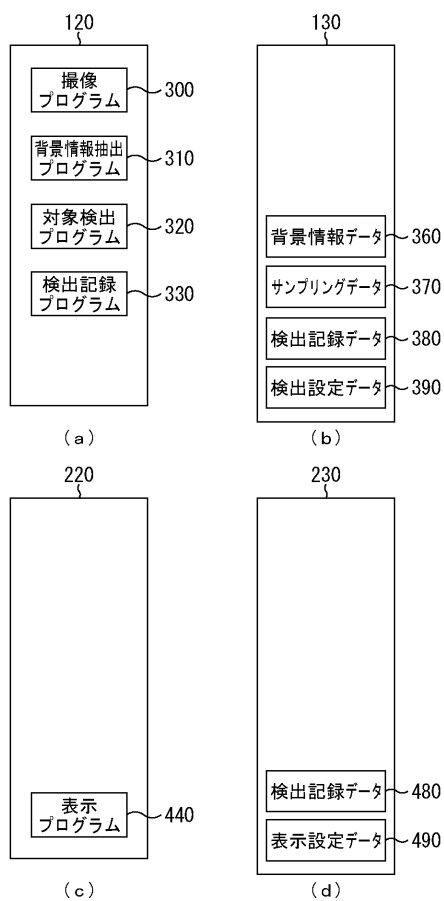 120
撮像
プログラム
300
背景情報抽出
プログラム
310
対象検出
プログラム
320
検出記録
プログラム
330
(a)
130
背景情報データ
360
サンプリングデータ
370
検出記録データ
380
検出設定データ
390
(b)
220
表示
プログラム
440
(c)
230
検出記録データ
480
表示設定データ
490
(d)